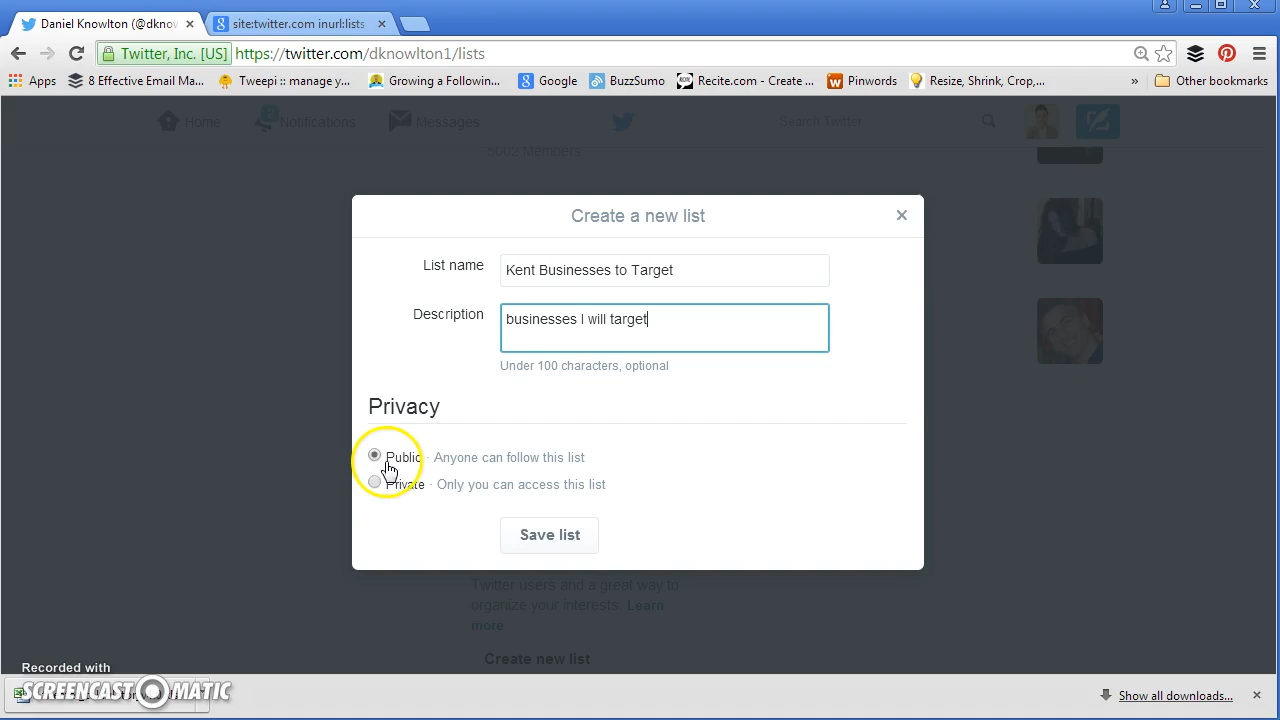 Daniel Knowlton (@dknow
site:twitter.com inurl:lists
Twitter, Inc. [US]
https://twitter.com/dknowlton1/lists
Apps
8 Effective Email Ma...
Tweepi :: manage y...
Growing a following...
Google
BuzzSumo
Recite.com - Create ...
Pinwords
Resize, Shrink, Crop,...
»
Other bookmarks
Home
2
Notifications
Messages
Search Twitter
5002 Members
Create a new list
List name
Kent Businesses to Target
Description
businesses I will target
Under 100 characters, optional
Privacy
Public · Anyone can follow this list
Private · Only you can access this list
Save list
Twitter users and a great way to
organize your interests. Learn
more
Create new list
Recorded with
SCREENCAST-O-MATIC
Show all downloads...